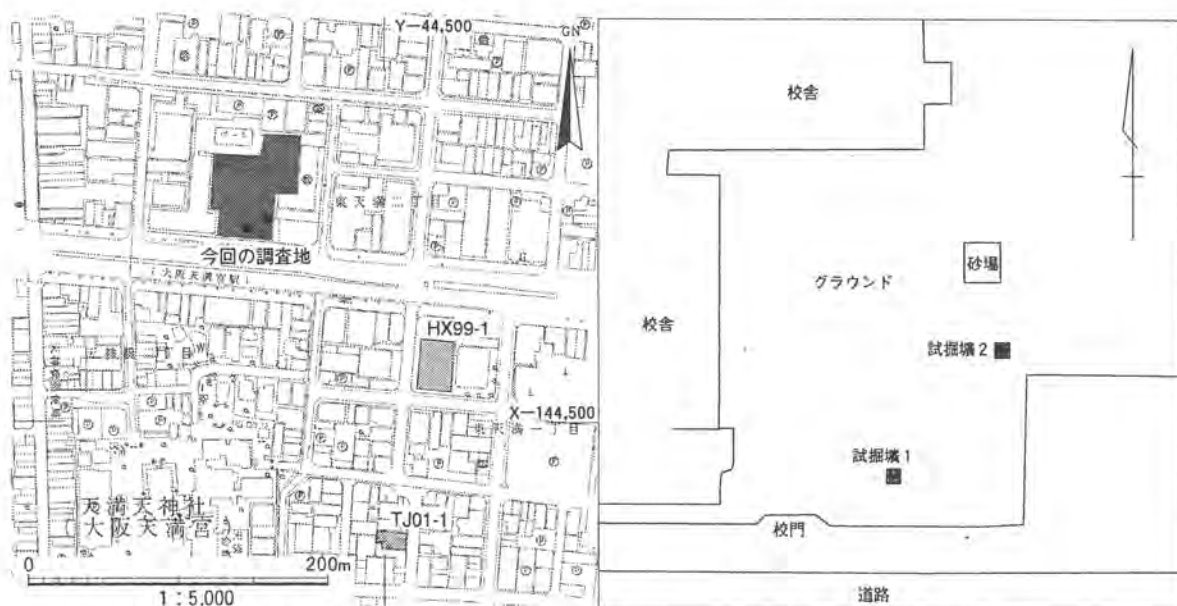 Y−44,500
GN
今回の調査地
大阪天満宮駅
東天満二丁目
HX99-1
X−144,500
東天満一丁目
天満天神社
大阪天満宮
TJ01-1
0
200m
1：5,000
校舎
砂場
グラウンド
校舎
試掘壙2
試掘壙1
校門
道路